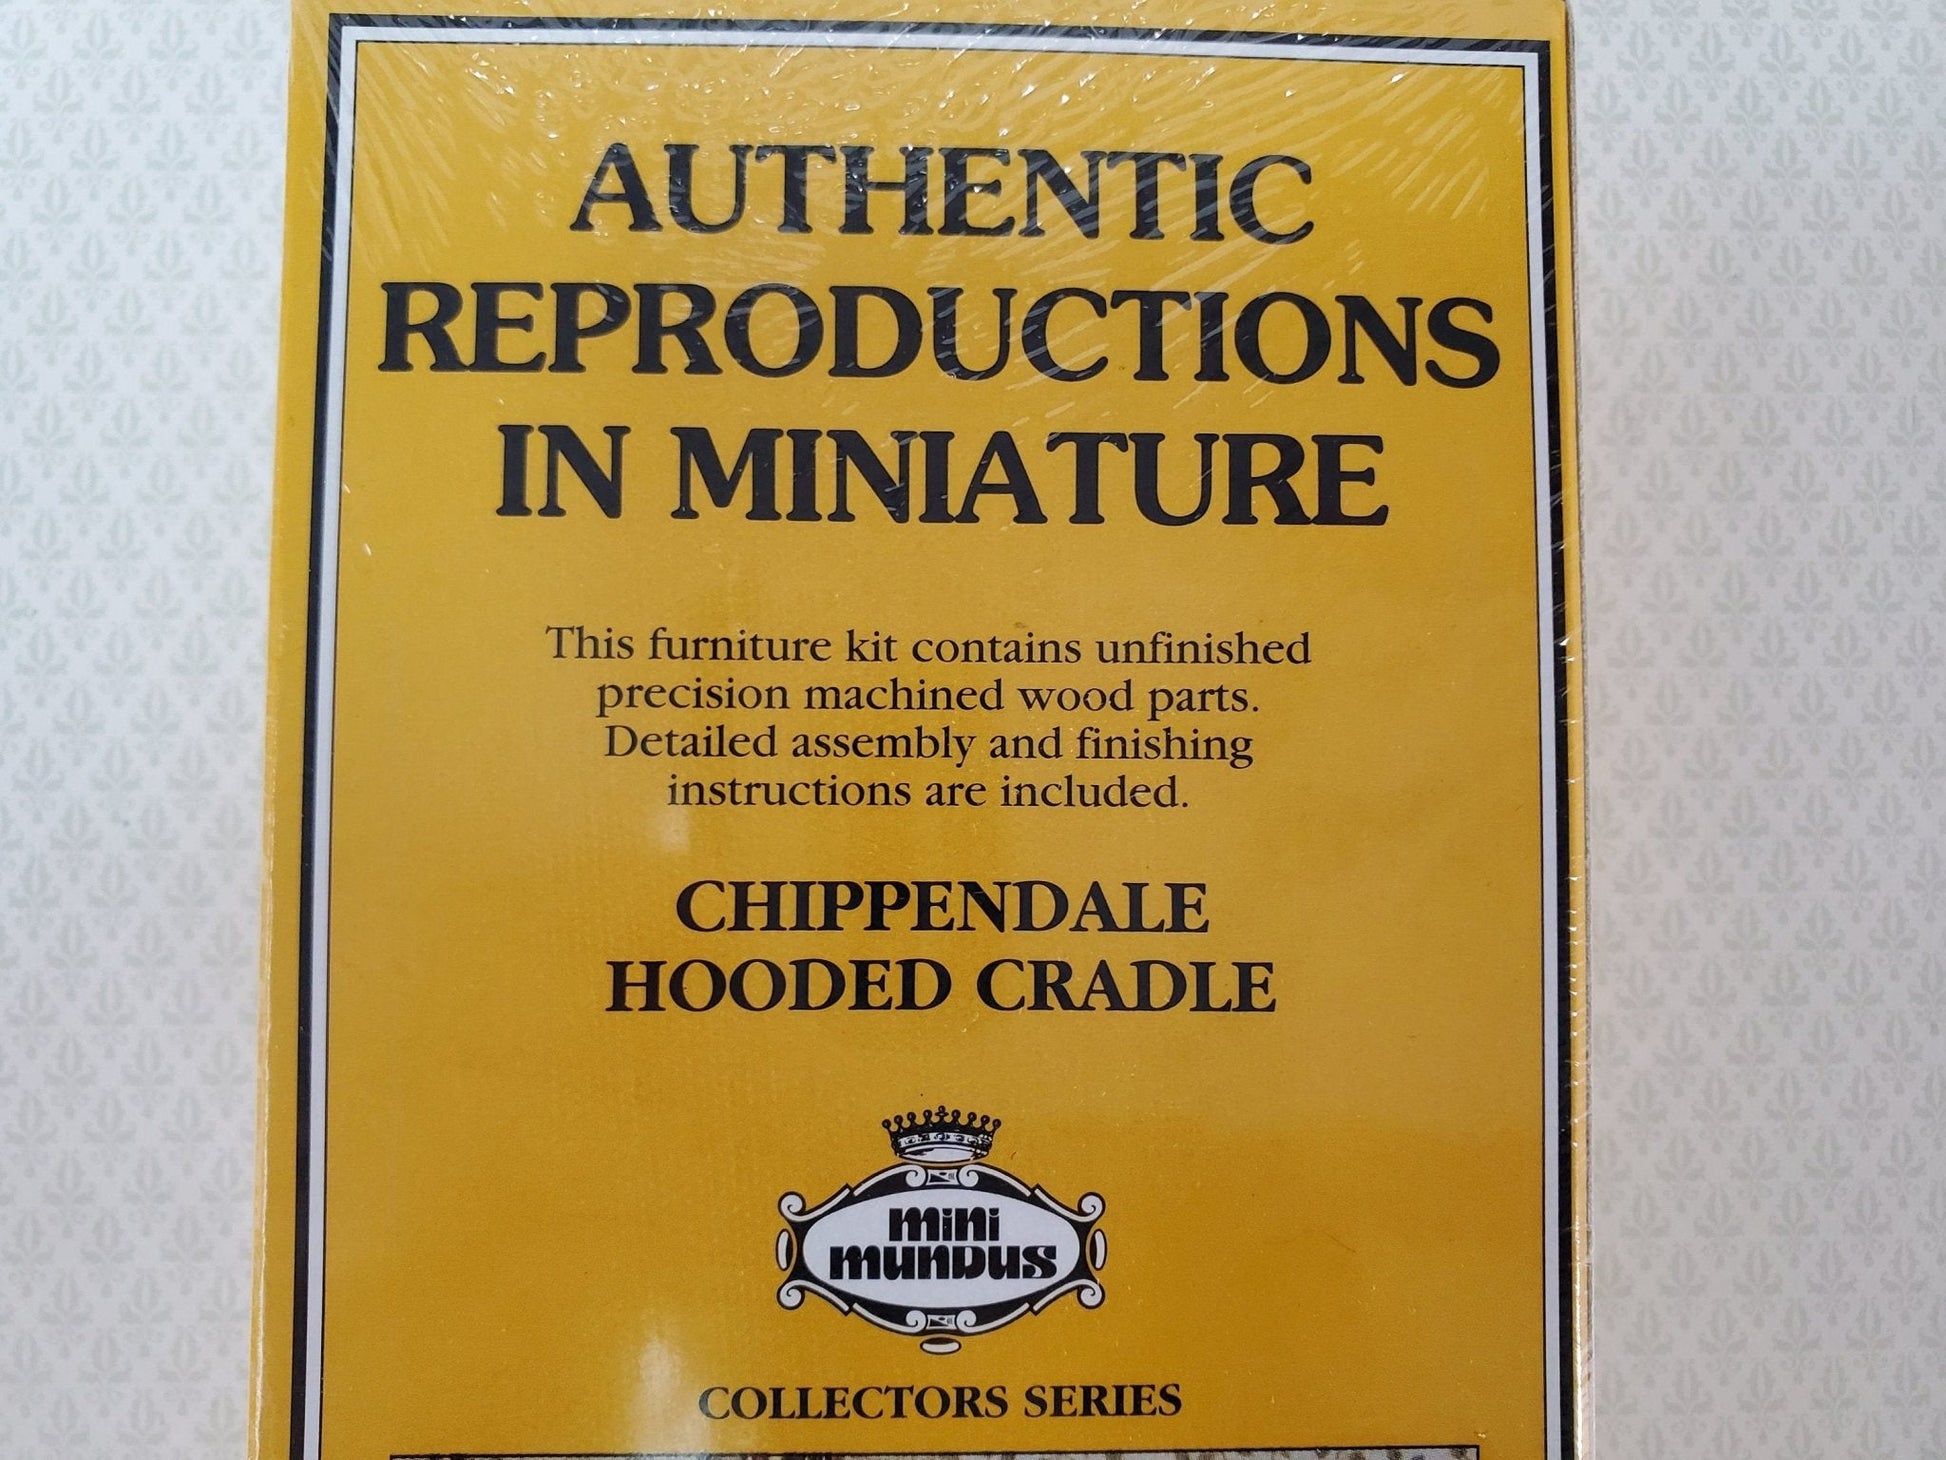 AUTHENTIC
REPRODUCTIONS
IN MINIATURE
This furniture kit contains unfinished
precision machined wood parts.
Detailed assembly and finishing
instructions are included.
CHIPPENDALE
HOODED CRADLE
mini
mundus
COLLECTORS SERIES